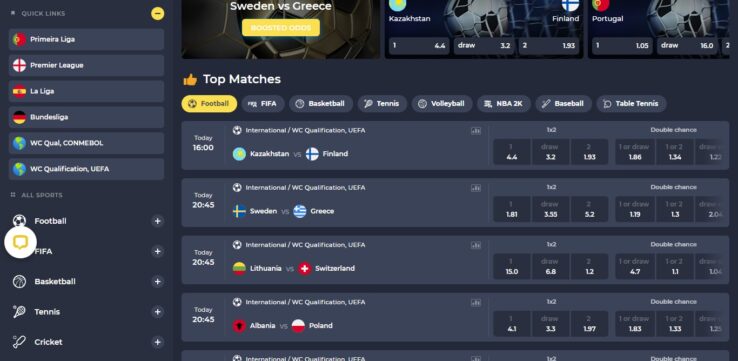 QUICK LINKS
Primeira Liga
Premier League
La Liga
Bundesliga
WC Qual, CONMEBOL
WC Qualification, UEFA
ALL SPORTS
Football
FIFA
Basketball
Tennis
Cricket
Sweden vs Greece
BOOSTED ODDS
Kazakhstan Finland
1 4.4 draw 3.2 2 1.93
Portugal
1 1.05 draw 16.0 2
Top Matches
Football FIFA Basketball Tennis Volleyball NBA 2K Baseball Table Tennis
Today
16:00
International / WC Qualification, UEFA
Kazakhstan vs Finland
1x2 Double chance
1 draw 2 1 or draw 1 or 2 draw or
4.4 3.2 1.93 1.86 1.34 1.22
Today
20:45
International / WC Qualification, UEFA
Sweden vs Greece
1x2 Double chance
1 draw 2 1 or draw 1 or 2 draw or
1.81 3.55 5.2 1.19 1.3 2.04
Today
20:45
International / WC Qualification, UEFA
Lithuania vs Switzerland
1x2 Double chance
1 draw 2 1 or draw 1 or 2 draw or
15.0 6.8 1.2 4.7 1.1 1.04
Today
20:45
International / WC Qualification, UEFA
Albania vs Poland
1x2 Double chance
1 draw 2 1 or draw 1 or 2 draw or
4.1 3.3 1.97 1.83 1.33 1.25
International / WC Qualification, UEFA
1x2 Double chance